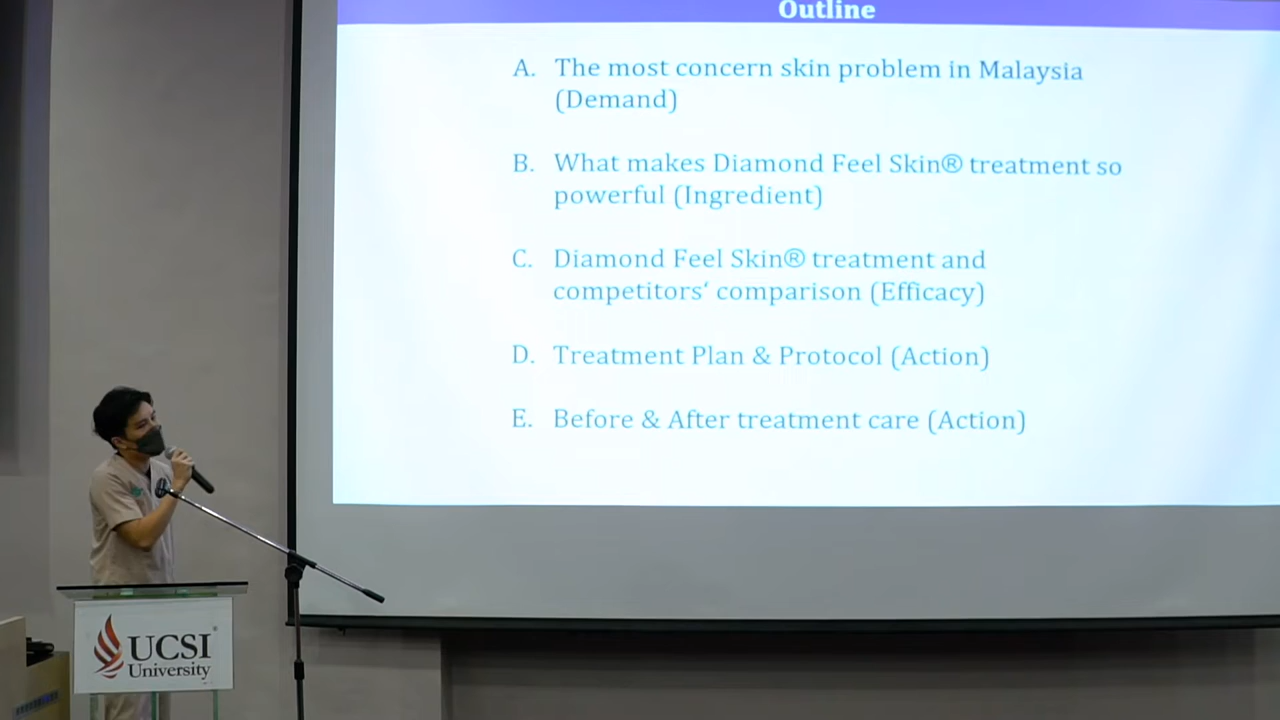 Outline
A. The most concern skin problem in Malaysia
(Demand)
B. What makes Diamond Feel Skin® treatment so
powerful (Ingredient)
C. Diamond Feel Skin® treatment and
competitors‘ comparison (Efficacy)
D. Treatment Plan & Protocol (Action)
E. Before & After treatment care (Action)
UCSI
University